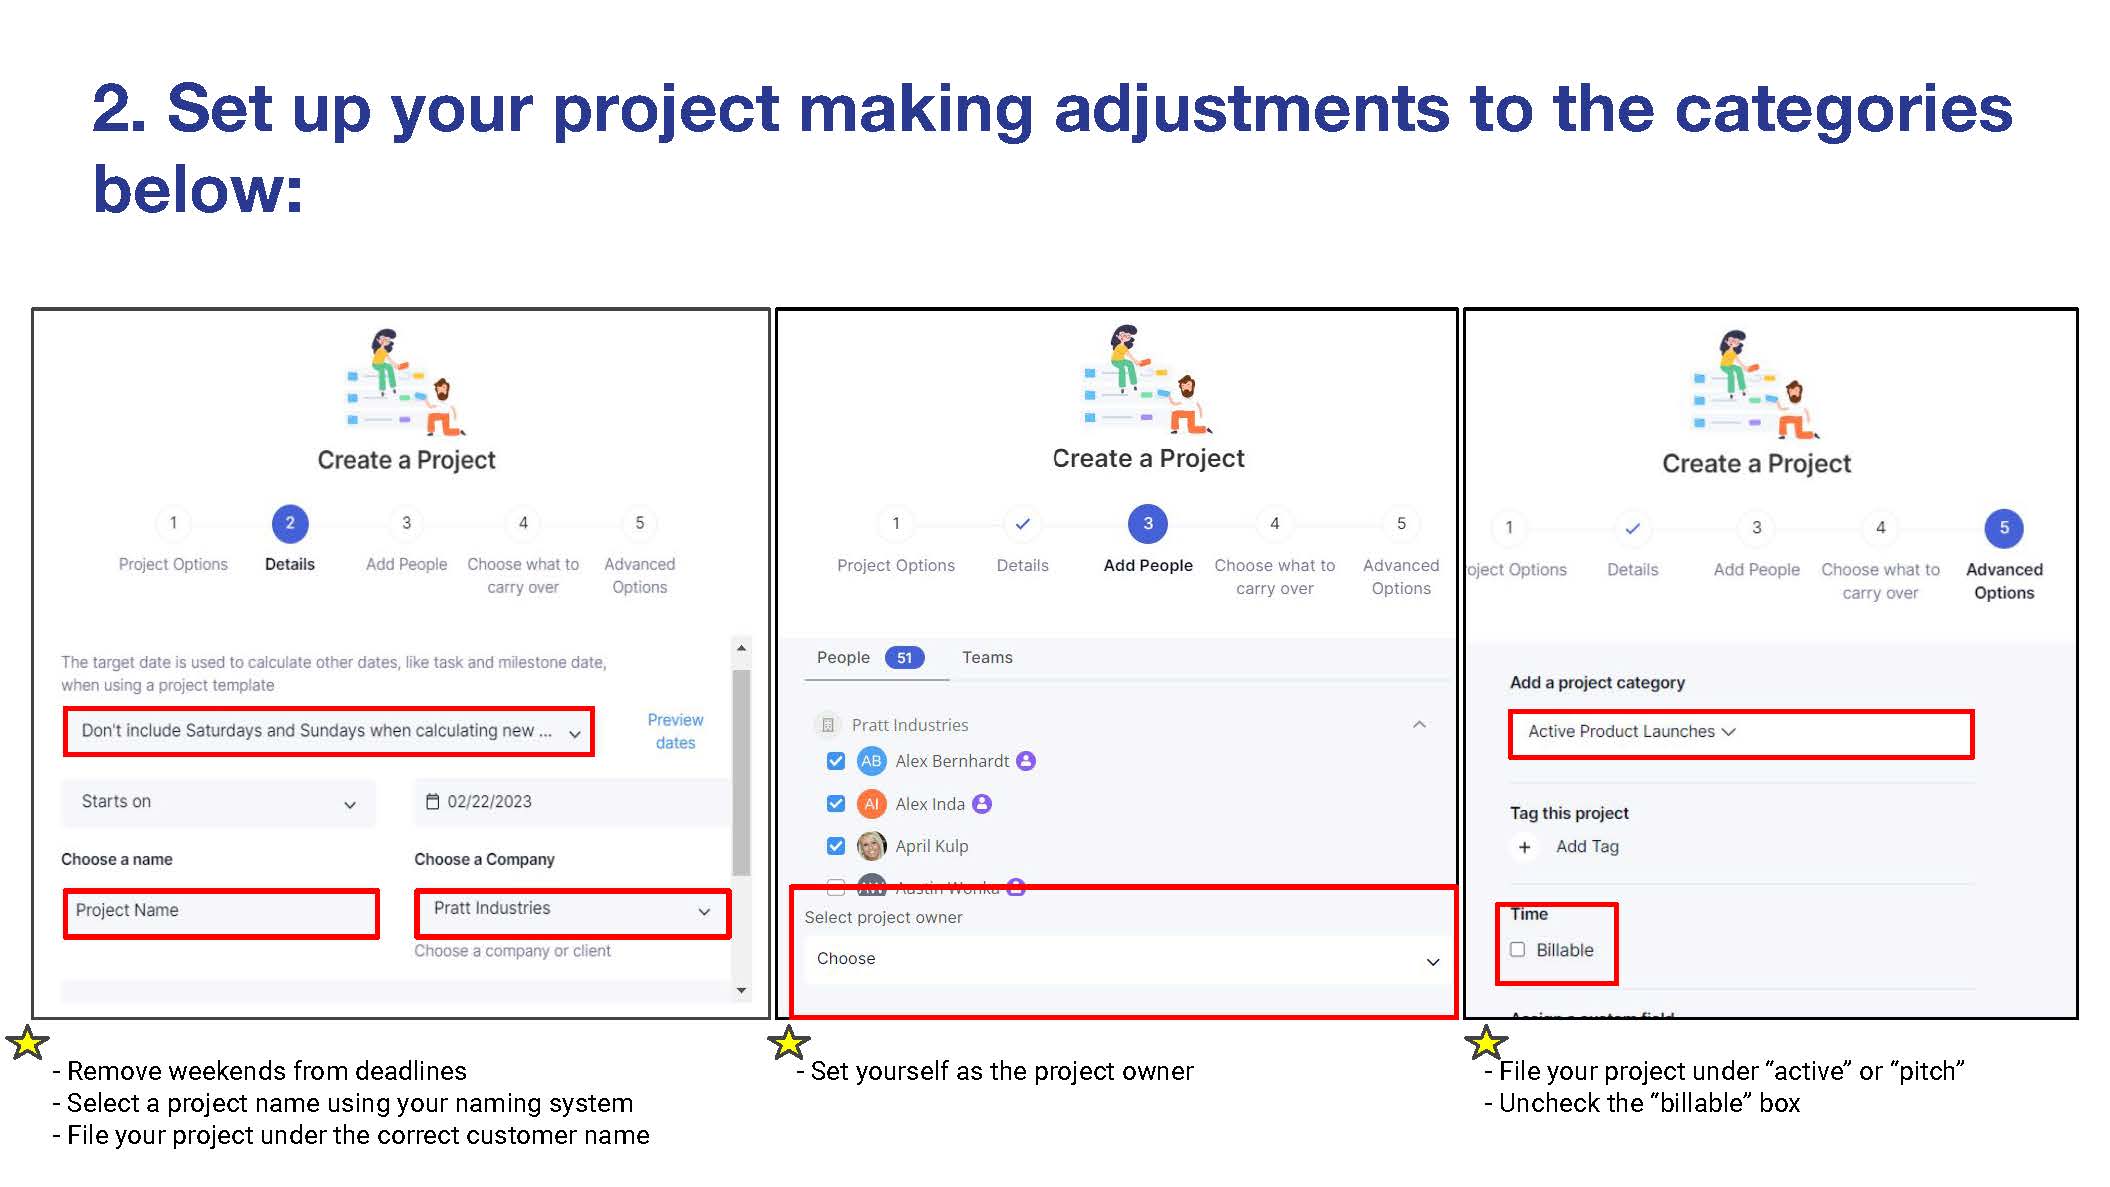 2. Set up your project making adjustments to the categories
below:
Create a Project
1
2
3
4
5
Project Options
Details
Add People
Choose what to
carry over
Advanced
Options
The target date is used to calculate other dates, like task and milestone date,
when using a project template
Don't include Saturdays and Sundays when calculating new ...
Preview
dates
Starts on
02/22/2023
Choose a name
Choose a Company
Project Name
Pratt Industries
Choose a company or client
- Remove weekends from deadlines
- Select a project name using your naming system
- File your project under the correct customer name
Create a Project
1
3
4
5
Project Options
Details
Add People
Choose what to
carry over
Advanced
Options
People 51 Teams
Pratt Industries
AB Alex Bernhardt
AI Alex Inda
April Kulp
Austin Wonka
Select project owner
Choose
- Set yourself as the project owner
Create a Project
1
3
4
5
oject Options
Details
Add People
Choose what to
carry over
Advanced
Options
Add a project category
Active Product Launches
Tag this project
+ Add Tag
Time
Billable
Assign a custom field
- File your project under “active” or “pitch”
- Uncheck the “billable” box